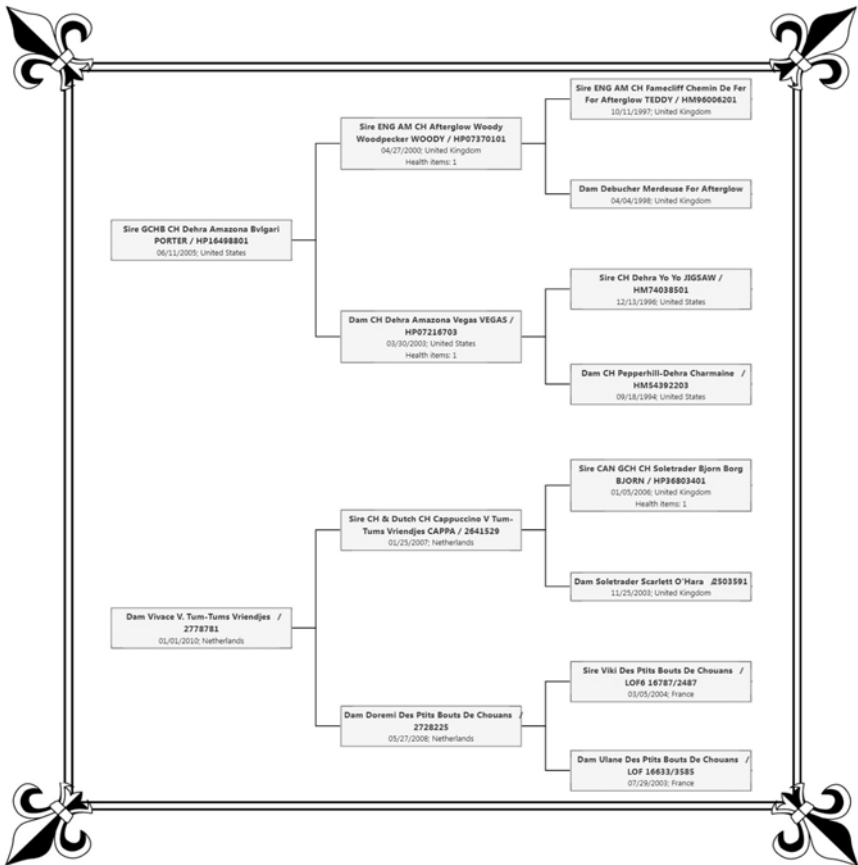 Sire ENG AM CH Famecliff Chemin De Fer
For Afterglow TEDDY / HM96006201
10/11/1997; United Kingdom
Sire ENG AM CH Afterglow Woody
Woodpecker WOODY / HP07370101
04/27/2000; United Kingdom
Health items: 1
Dam Debucher Merdeuse For Afterglow
04/04/1998; United Kingdom
Sire GCHB CH Dehra Amazona Bvlgari
PORTER / HP16498801
06/11/2005; United States
Sire CH Dehra Yo Yo JIGSAW /
HM74038501
12/13/1996; United States
Dam CH Dehra Amazona Vegas VEGAS /
HP07216703
03/30/2003; United States
Health items: 1
Dam CH Pepperhill-Dehra Charmaine /
HM54392203
09/18/1994; United States
Sire CAN GCH CH Soletrader Bjorn Borg
BJORN / HP36803401
01/05/2006; United Kingdom
Health items: 1
Sire CH & Dutch CH Cappuccino V Tum-
Tums Vriendjes CAPPA / 2641529
01/25/2007; Netherlands
Dam Soletrader Scarlett O'Hara /2503591
11/25/2003; United Kingdom
Dam Vivace V. Tum-Tums Vriendjes /
2778781
01/01/2010; Netherlands
Sire Viki Des Ptits Bouts De Chouans /
LOF6 16787/2487
03/05/2004; France
Dam Doremi Des Ptits Bouts De Chouans /
2728225
05/27/2008; Netherlands
Dam Ulane Des Ptits Bouts De Chouans /
LOF 16633/3585
07/29/2003; France